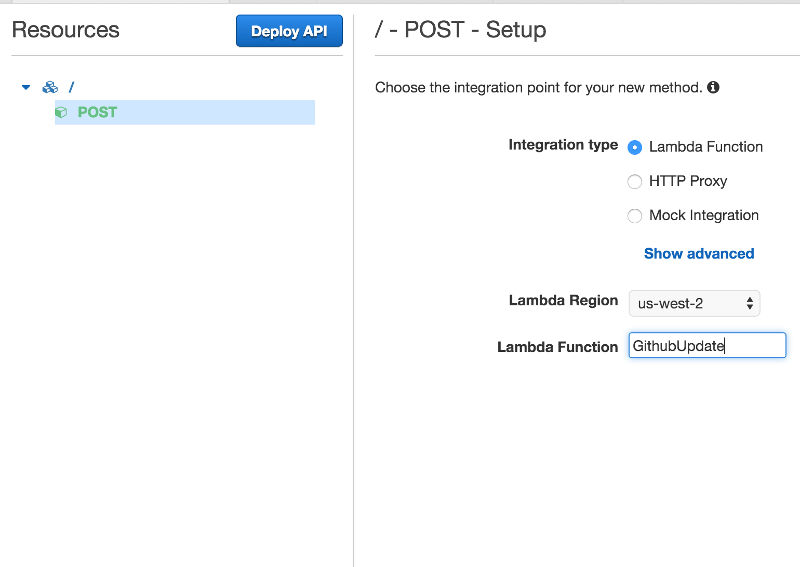 Resources
Deploy API
/
POST
/ - POST - Setup
Choose the integration point for your new method.
Integration type
Lambda Function
HTTP Proxy
Mock Integration
Show advanced
Lambda Region
us-west-2
Lambda Function
GithubUpdate